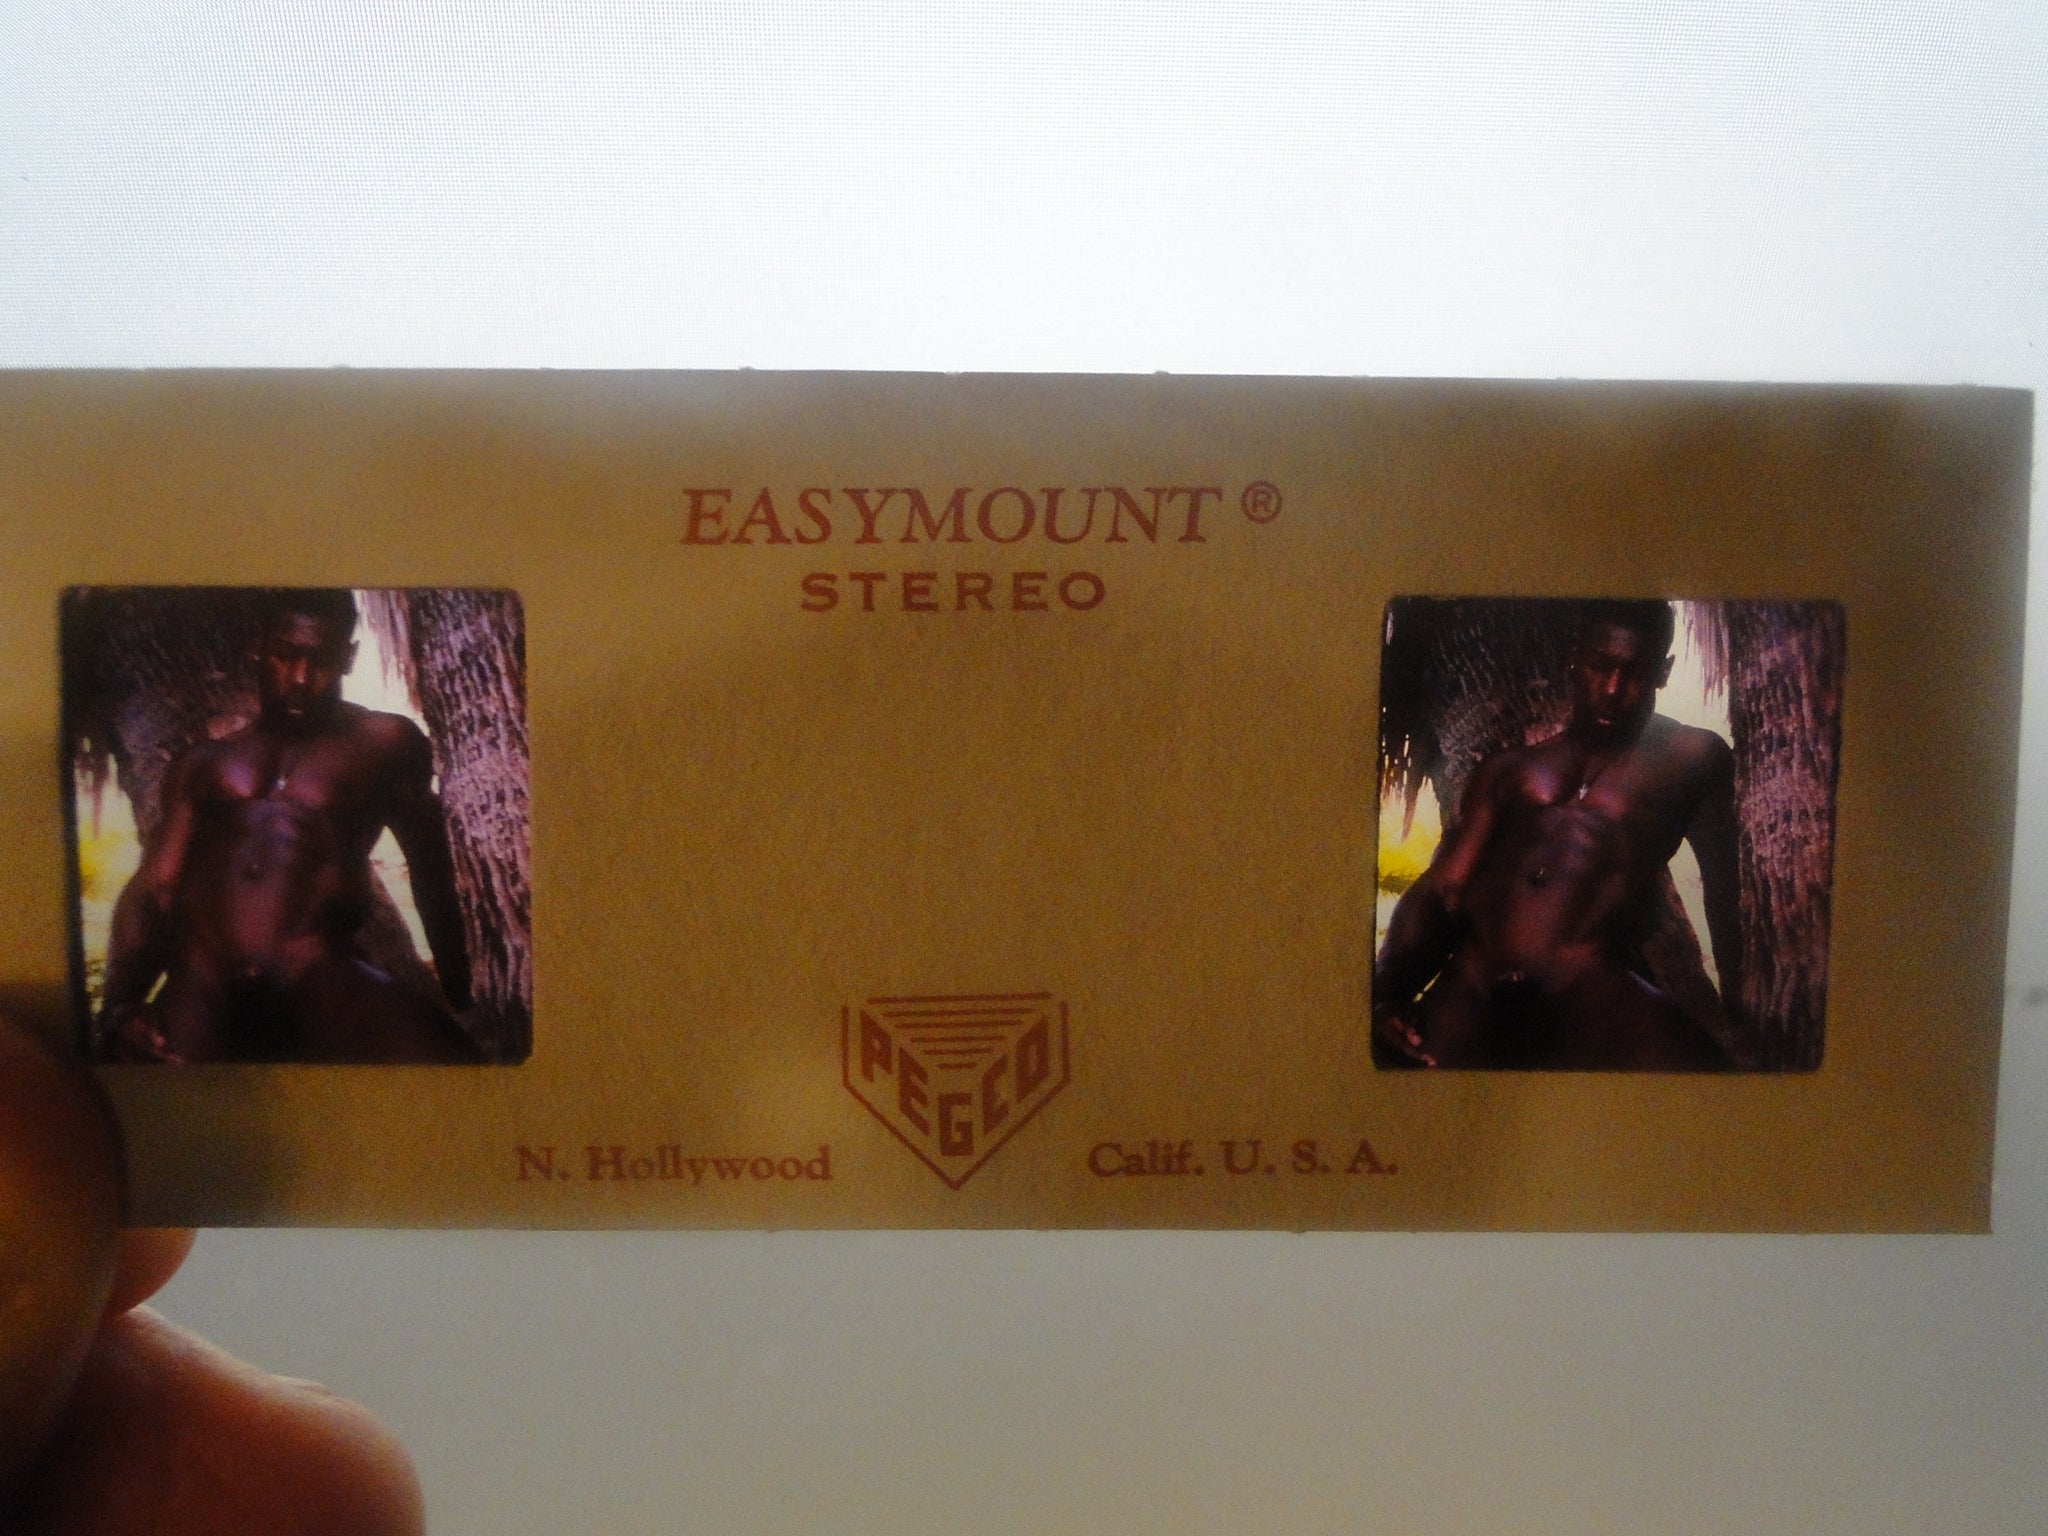 EASYMOUNT ®
STEREO
PEGCO
N. Hollywood Calif. U. S. A.